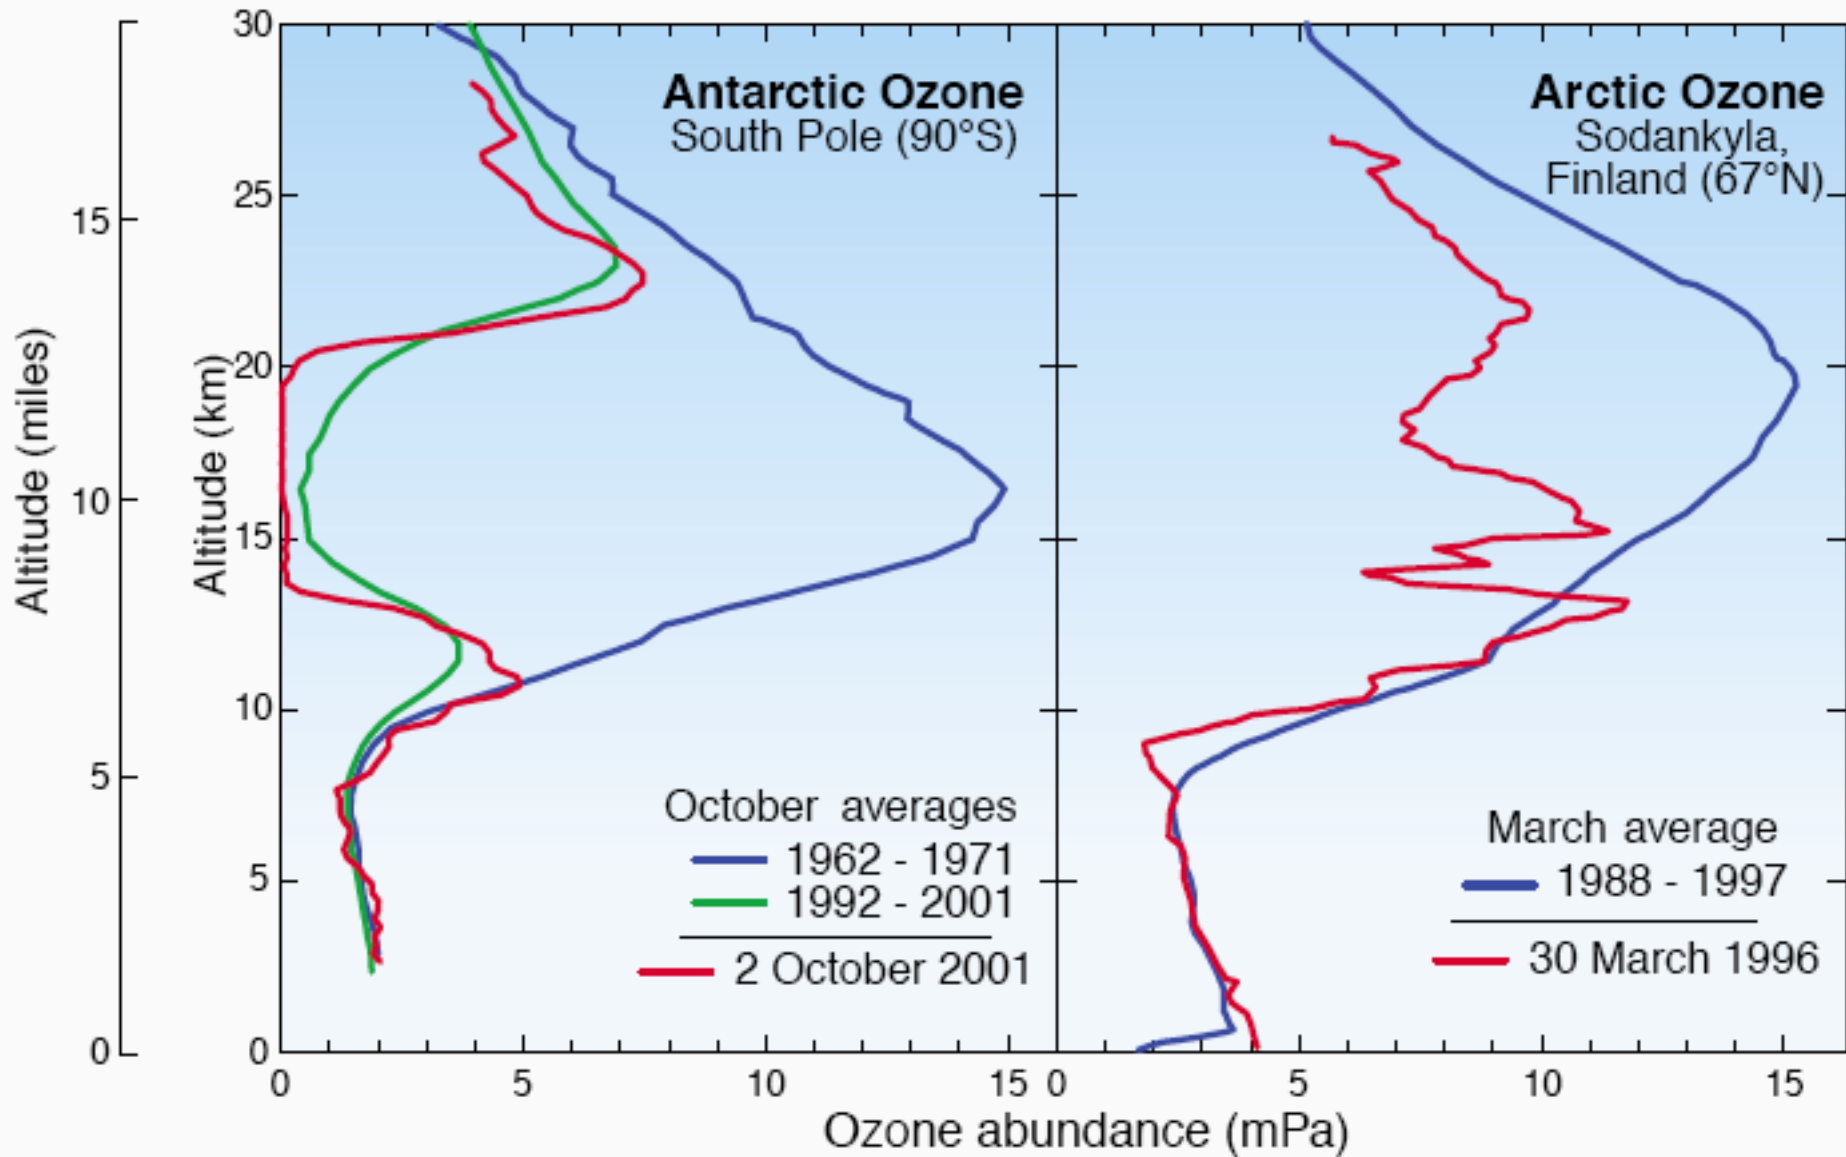 Altitude (miles)
15
10
5
0
Altitude (km)
30
25
20
15
10
5
0
Antarctic Ozone
South Pole (90°S)
October averages
1962 - 1971
1992 - 2001
2 October 2001
0
5
10
15
Arctic Ozone
Sodankyla,
Finland (67°N)
March average
1988 - 1997
30 March 1996
0
5
10
15
Ozone abundance (mPa)